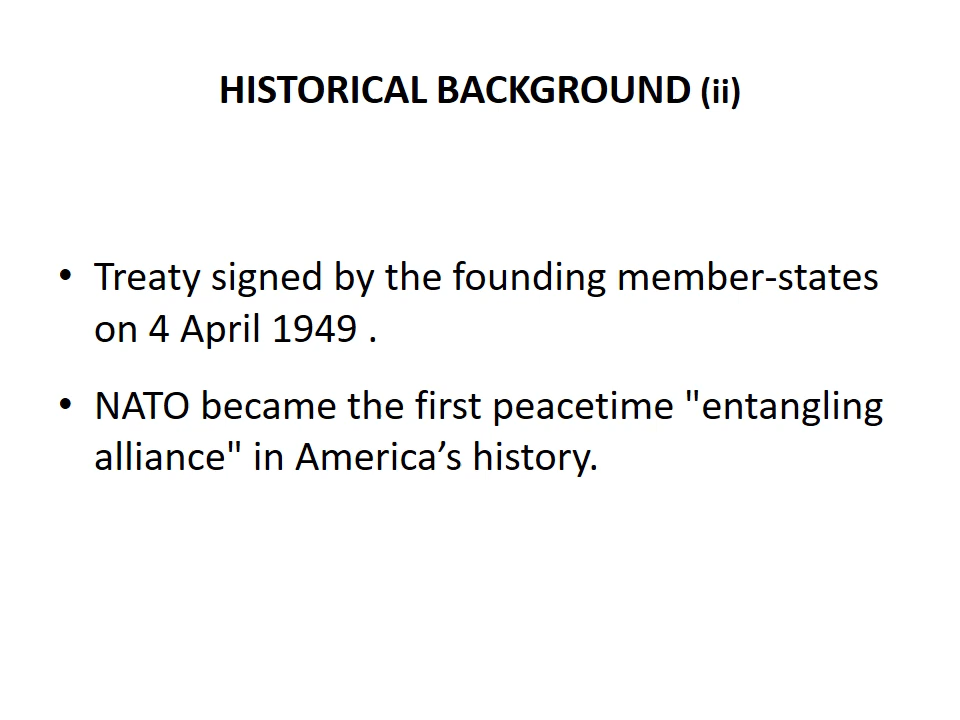 HISTORICAL BACKGROUND (ii)
• Treaty signed by the founding member-states
on 4 April 1949 .
• NATO became the first peacetime "entangling
alliance" in America’s history.